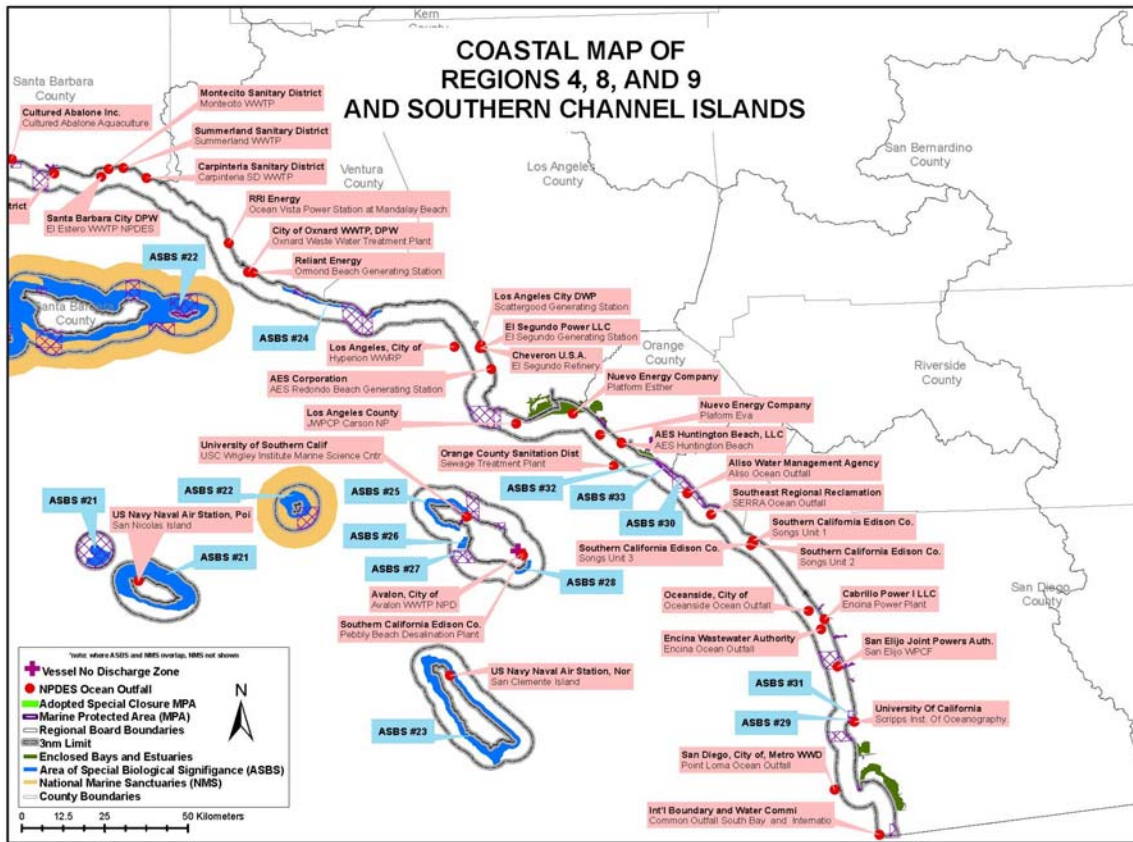 COASTAL MAP OF
REGIONS 4, 8, AND 9
AND SOUTHERN CHANNEL ISLANDS
Kern
County
Santa Barbara
County
Ventura
County
Los Angeles
County
San Bernardino
County
Orange
County
Riverside
County
San Diego
County
Santa Barbara
County
Cultured Abalone Inc.
Cultured Abalone Aquaculture
Montecito Sanitary District
Montecito WWTP
Summerland Sanitary District
Summerland WWTP
Carpinteria Sanitary District
Carpinteria SD WWTP
trict
Santa Barbara City DPW
El Estero WWTP NPDES
RRI Energy
Ocean Vista Power Station at Mandalay Beach
City of Oxnard WWTP, DPW
Oxnard Waste Water Treatment Plant
Reliant Energy
Ormond Beach Generating Station
ASBS #22
ASBS #24
Los Angeles City DWP
Scattergood Generating Station
El Segundo Power LLC
El Segundo Generating Station
Los Angeles, City of
Hyperion WWRP
Cheveron U.S.A.
El Segundo Refinery.
AES Corporation
AES Redondo Beach Generating Station
Nuevo Energy Company
Platform Esther
Los Angeles County
JWPCP Carson NP
Nuevo Energy Company
Plaform Eva
AES Huntington Beach, LLC
AES Huntington Beach
University of Southern Calif
USC Wrigley Institute Marine Science Cntr
Orange County Sanitation Dist
Sewage Treatment Plant
Aliso Water Management Agency
Aliso Ocean Outfall
ASBS #32
ASBS #33
ASBS #30
Southeast Regional Reclamation
SERRA Ocean Outfall
ASBS #21
ASBS #22
ASBS #25
US Navy Naval Air Station, Poi
San Nicolas Island
ASBS #21
ASBS #26
ASBS #27
ASBS #28
Southern California Edison Co.
Songs Unit 1
Southern California Edison Co.
Songs Unit 3
Southern California Edison Co.
Songs Unit 2
Avalon, City of
Avalon WWTP NPD
Southern California Edison Co.
Pebbly Beach Desalination Plant
Oceanside, City of
Oceanside Ocean Outfall
Cabrillo Power I LLC
Encina Power Plant
Encina Wastewater Authority
Encina Ocean Outfall
San Elijo Joint Powers Auth.
San Elijo WPCF
US Navy Naval Air Station, Nor
San Clemente Island
ASBS #31
ASBS #29
ASBS #23
University Of California
Scripps Inst. Of Oceanography.
San Diego, City of, Metro WWD
Point Loma Ocean Outfall
Int'l Boundary and Water Commi
Common Outfall South Bay and Internatio
*note: where ASBS and NMS overlap, NMS not shown
Vessel No Discharge Zone
NPDES Ocean Outfall
Adopted Special Closure MPA
Marine Protected Area (MPA)
Regional Board Boundaries
3nm Limit
Enclosed Bays and Estuaries
Area of Special Biological Signifigance (ASBS)
National Marine Sanctuaries (NMS)
County Boundaries
N
0 12.5 25 50 Kilometers